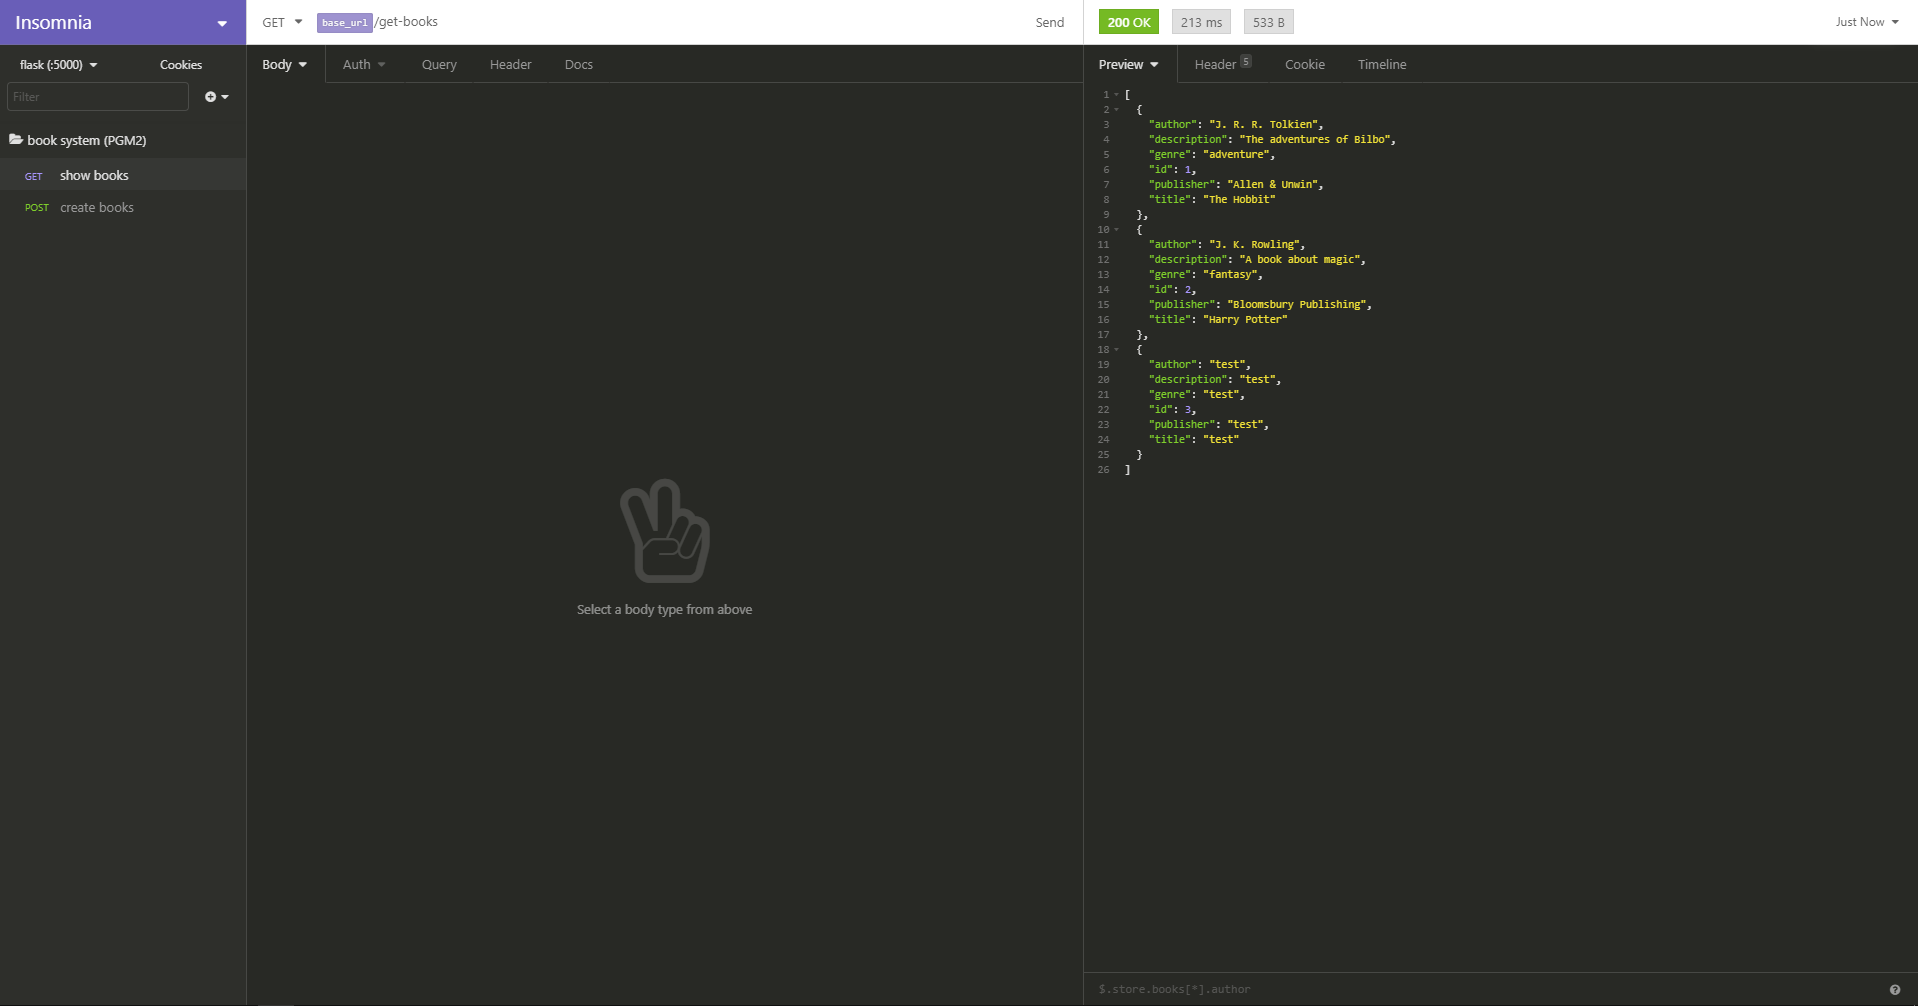 Insomnia
GET
base_url/get-books
Send
200 OK
213 ms
533 B
Just Now
flask (:5000)
Cookies
Filter
book system (PGM2)
GET show books
POST create books
Body
Auth
Query
Header
Docs
Select a body type from above
Preview
Header 5
Cookie
Timeline
1 [
2 {
3 "author": "J. R. R. Tolkien",
4 "description": "The adventures of Bilbo",
5 "genre": "adventure",
6 "id": 1,
7 "publisher": "Allen & Unwin",
8 "title": "The Hobbit"
9 },
10 {
11 "author": "J. K. Rowling",
12 "description": "A book about magic",
13 "genre": "fantasy",
14 "id": 2,
15 "publisher": "Bloomsbury Publishing",
16 "title": "Harry Potter"
17 },
18 {
19 "author": "test",
20 "description": "test",
21 "genre": "test",
22 "id": 3,
23 "publisher": "test",
24 "title": "test"
25 }
26 ]
$.store.books[*].author